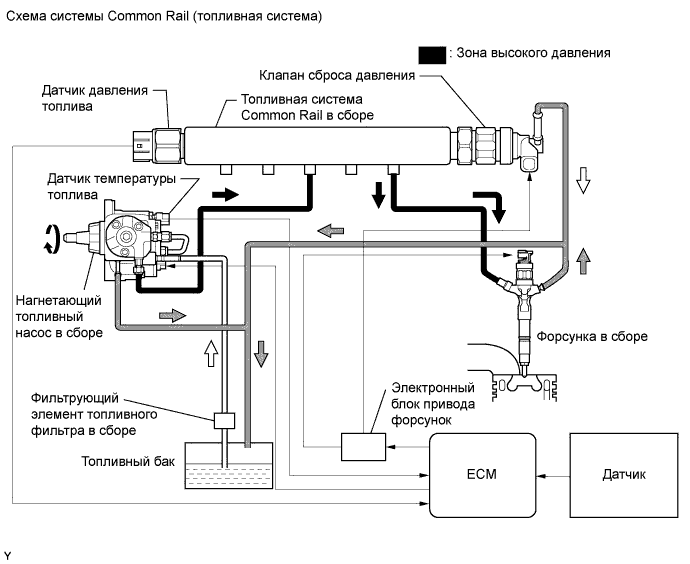 Схема системы Common Rail (топливная система)
: Зона высокого давления
Клапан сброса давления
Датчик давления
топлива
Топливная система
Common Rail в сборе
Датчик температуры
топлива
Нагнетающий
топливный
насос в сборе
Форсунка в сборе
Фильтрующий
элемент топливного
фильтра в сборе
Электронный
блок привода
форсунок
Топливный бак
ECM
Датчик
Y